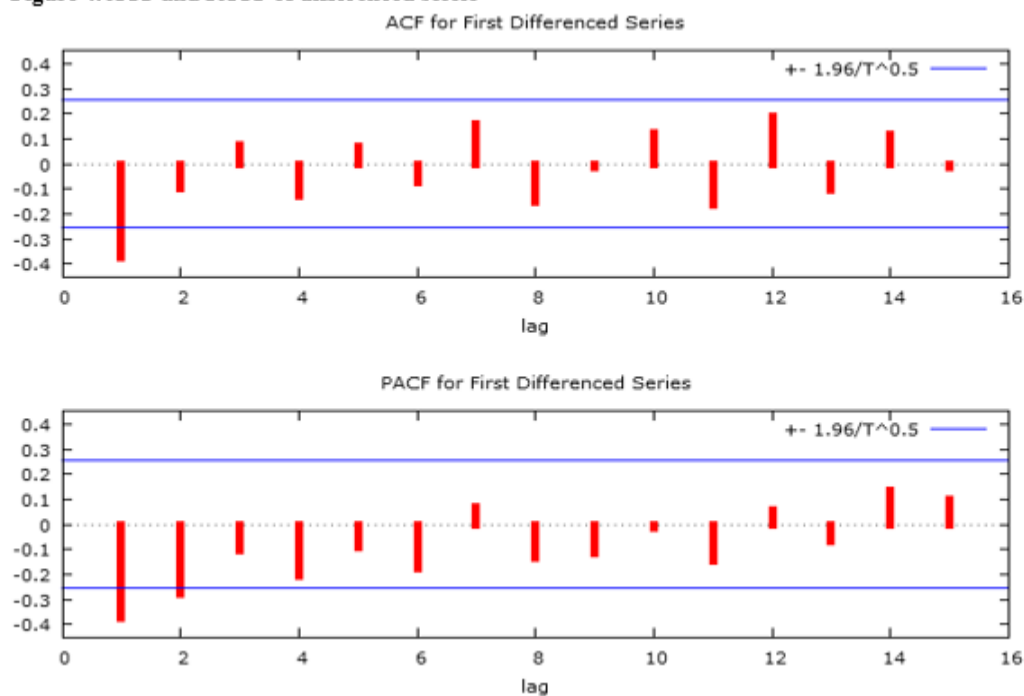 ACF for First Differenced Series
+- 1.96/T^0.5
0.4
0.3
0.2
0.1
0
-0.1
-0.2
-0.3
-0.4
0 2 4 6 8 10 12 14 16
lag
PACF for First Differenced Series
+- 1.96/T^0.5
0.4
0.3
0.2
0.1
0
-0.1
-0.2
-0.3
-0.4
0 2 4 6 8 10 12 14 16
lag